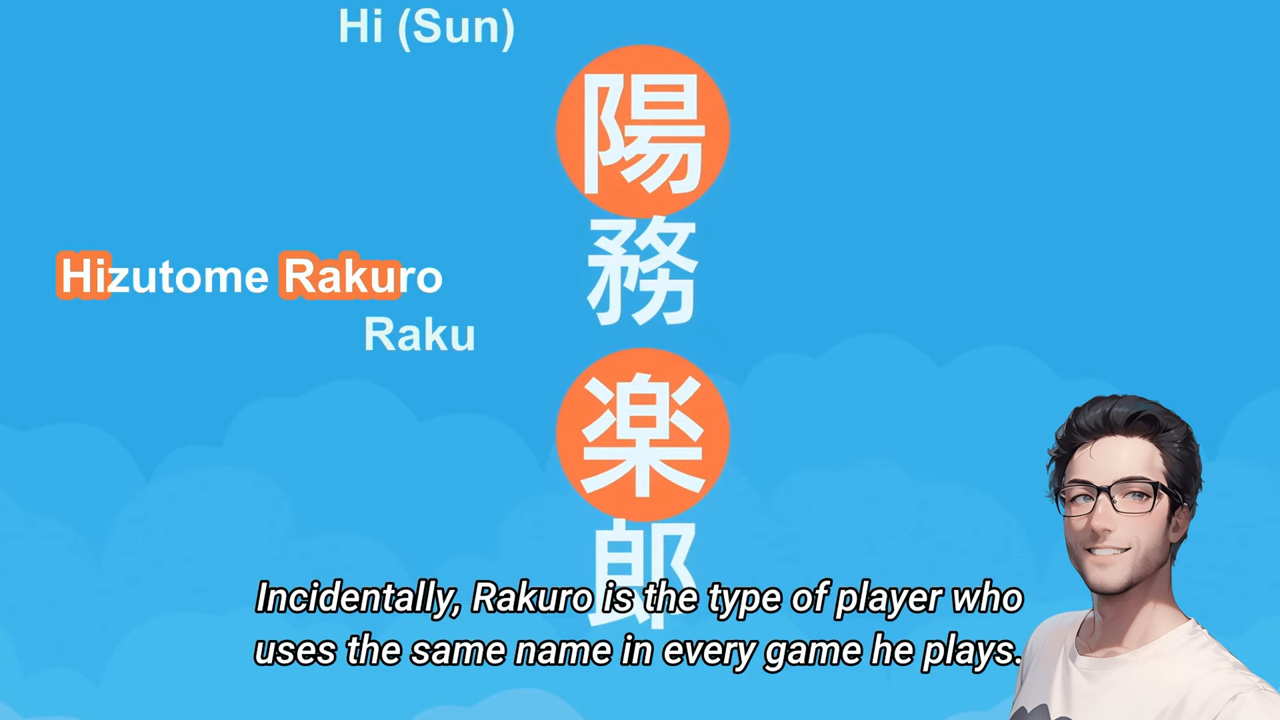 Hi (Sun)
陽務
楽郎
Hizutome Rakuro
Raku
Incidentally, Rakuro is the type of player who
uses the same name in every game he plays.